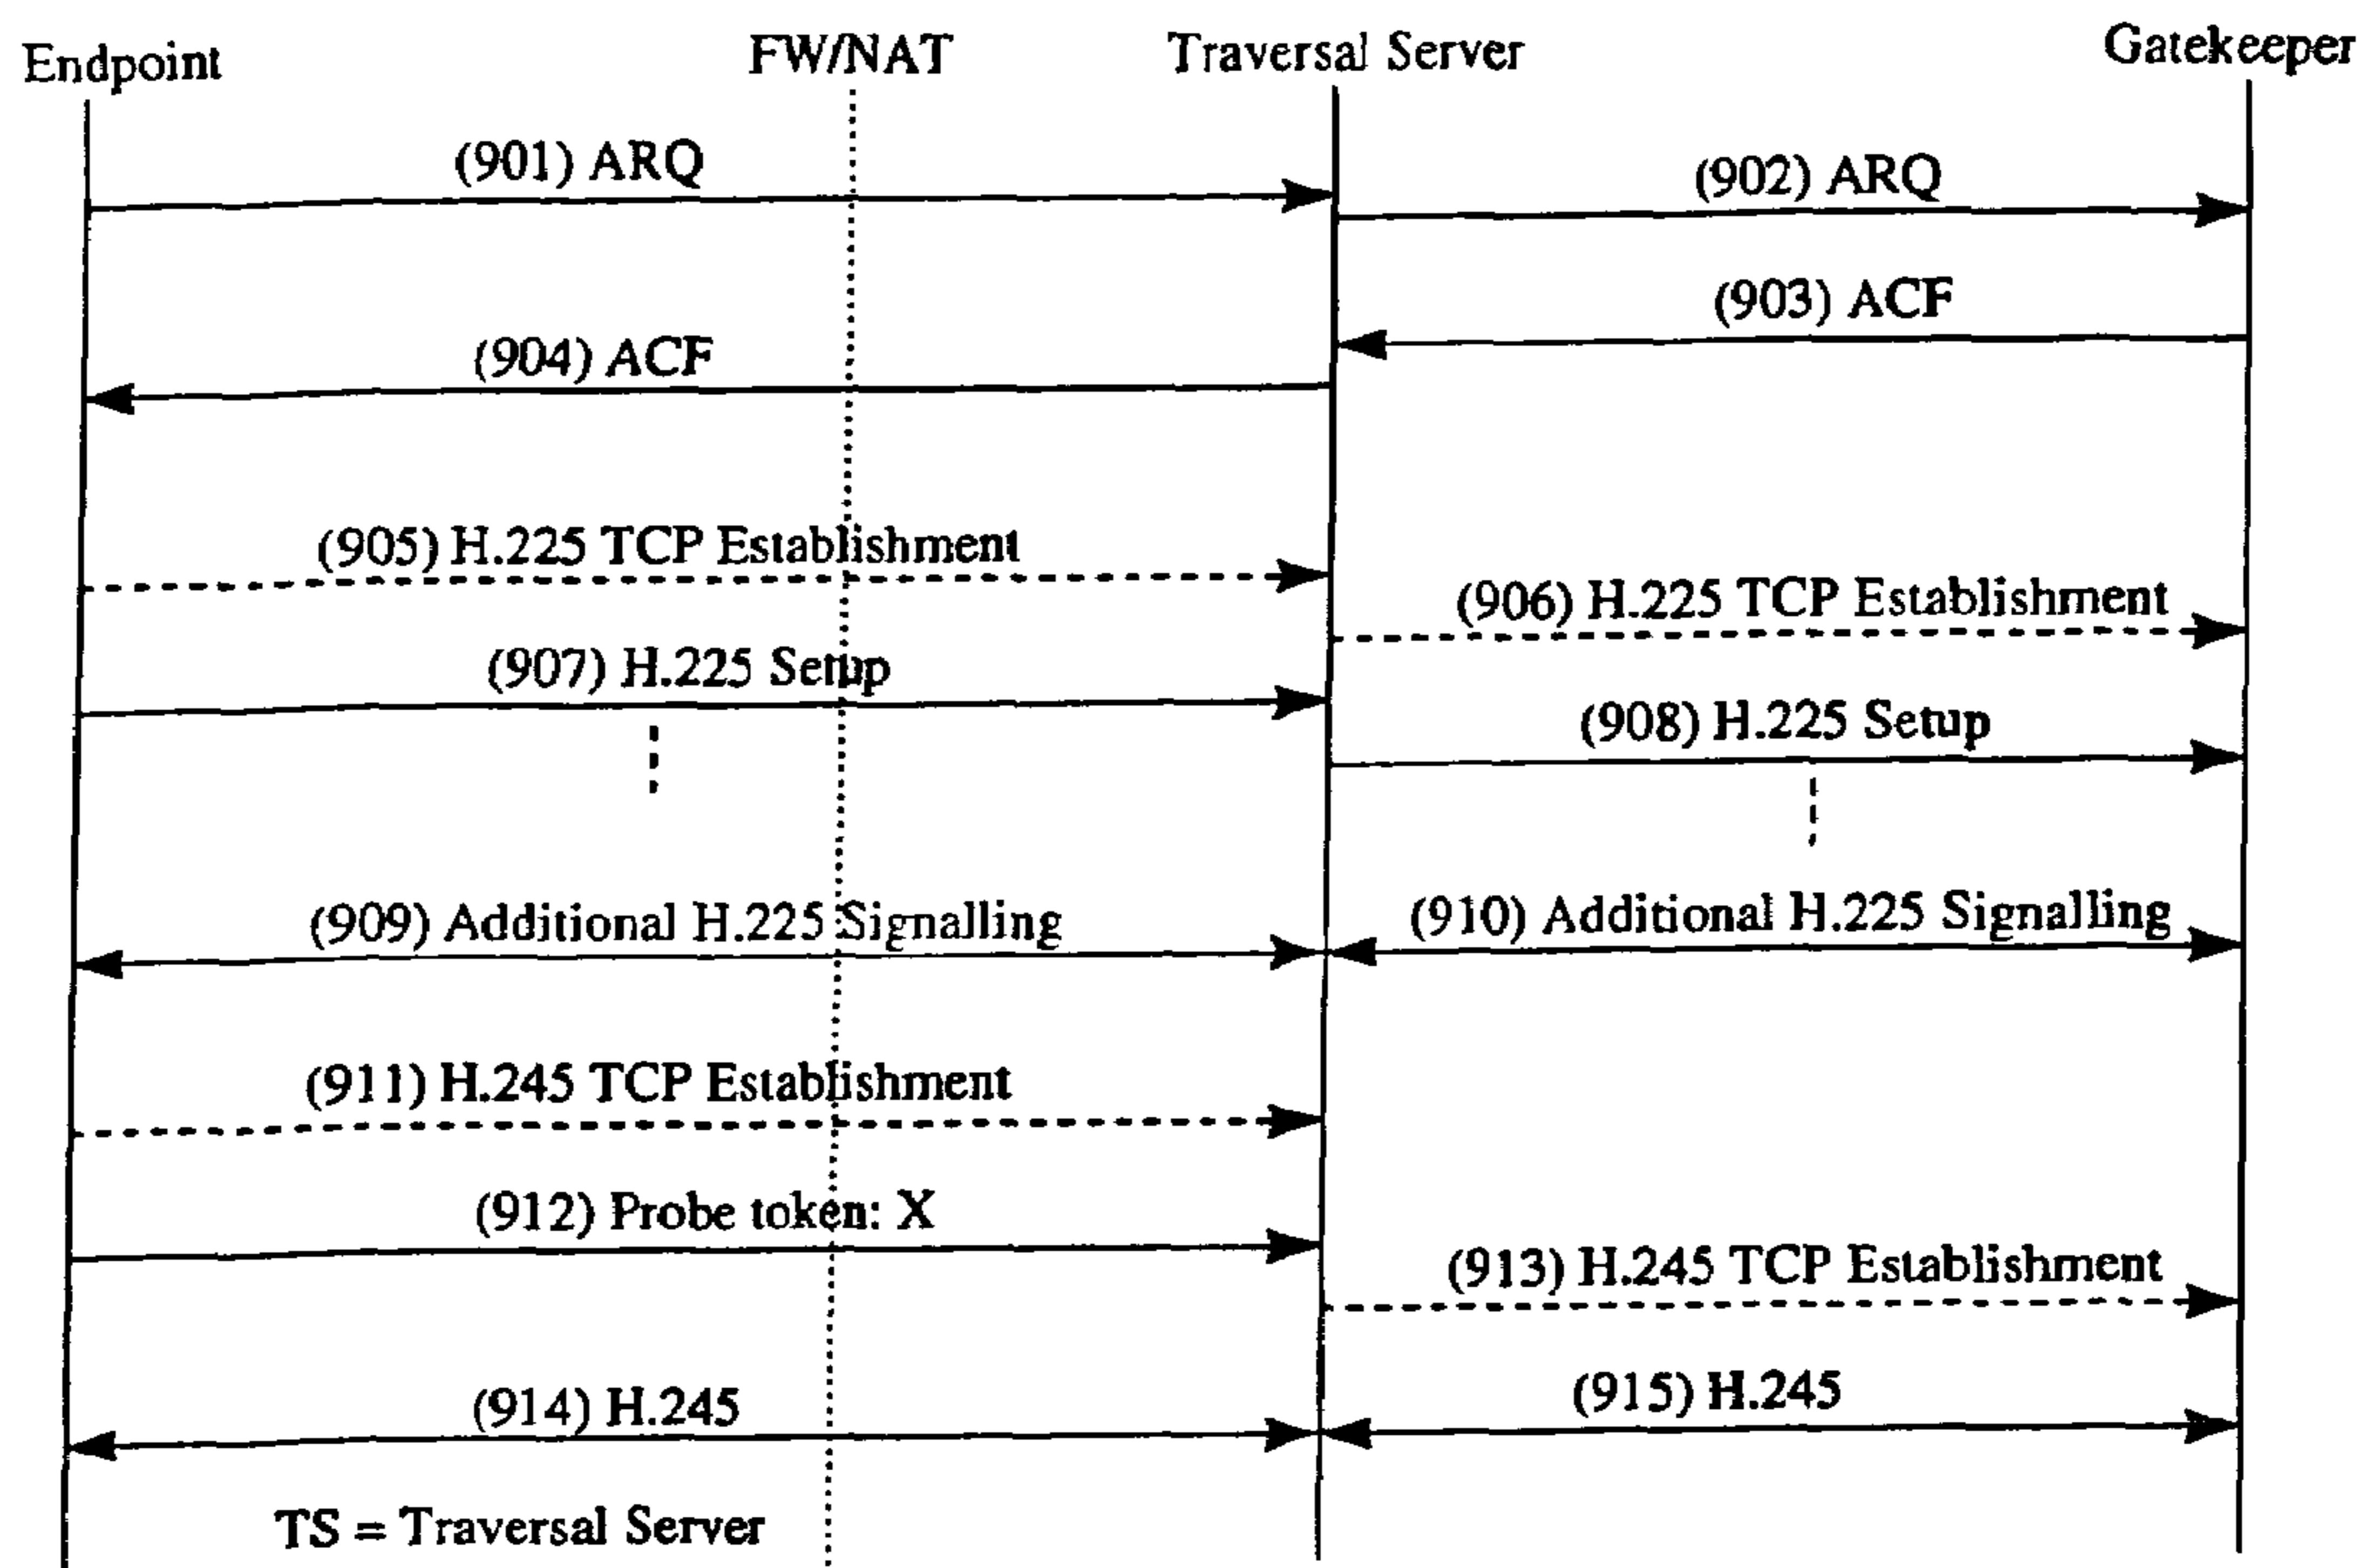 Endpoint
FW/NAT
Traversal Server
Gatekeeper
(901) ARQ
(902) ARQ
(903) ACF
(904) ACF
(905) H.225 TCP Establishment
(906) H.225 TCP Establishment
(907) H.225 Setup
(908) H.225 Setup
(909) Additional H.225 Signalling
(910) Additional H.225 Signalling
(911) H.245 TCP Establishment
(912) Probe token: X
(913) H.245 TCP Establishment
(914) H.245
(915) H.245
TS = Traversal Server